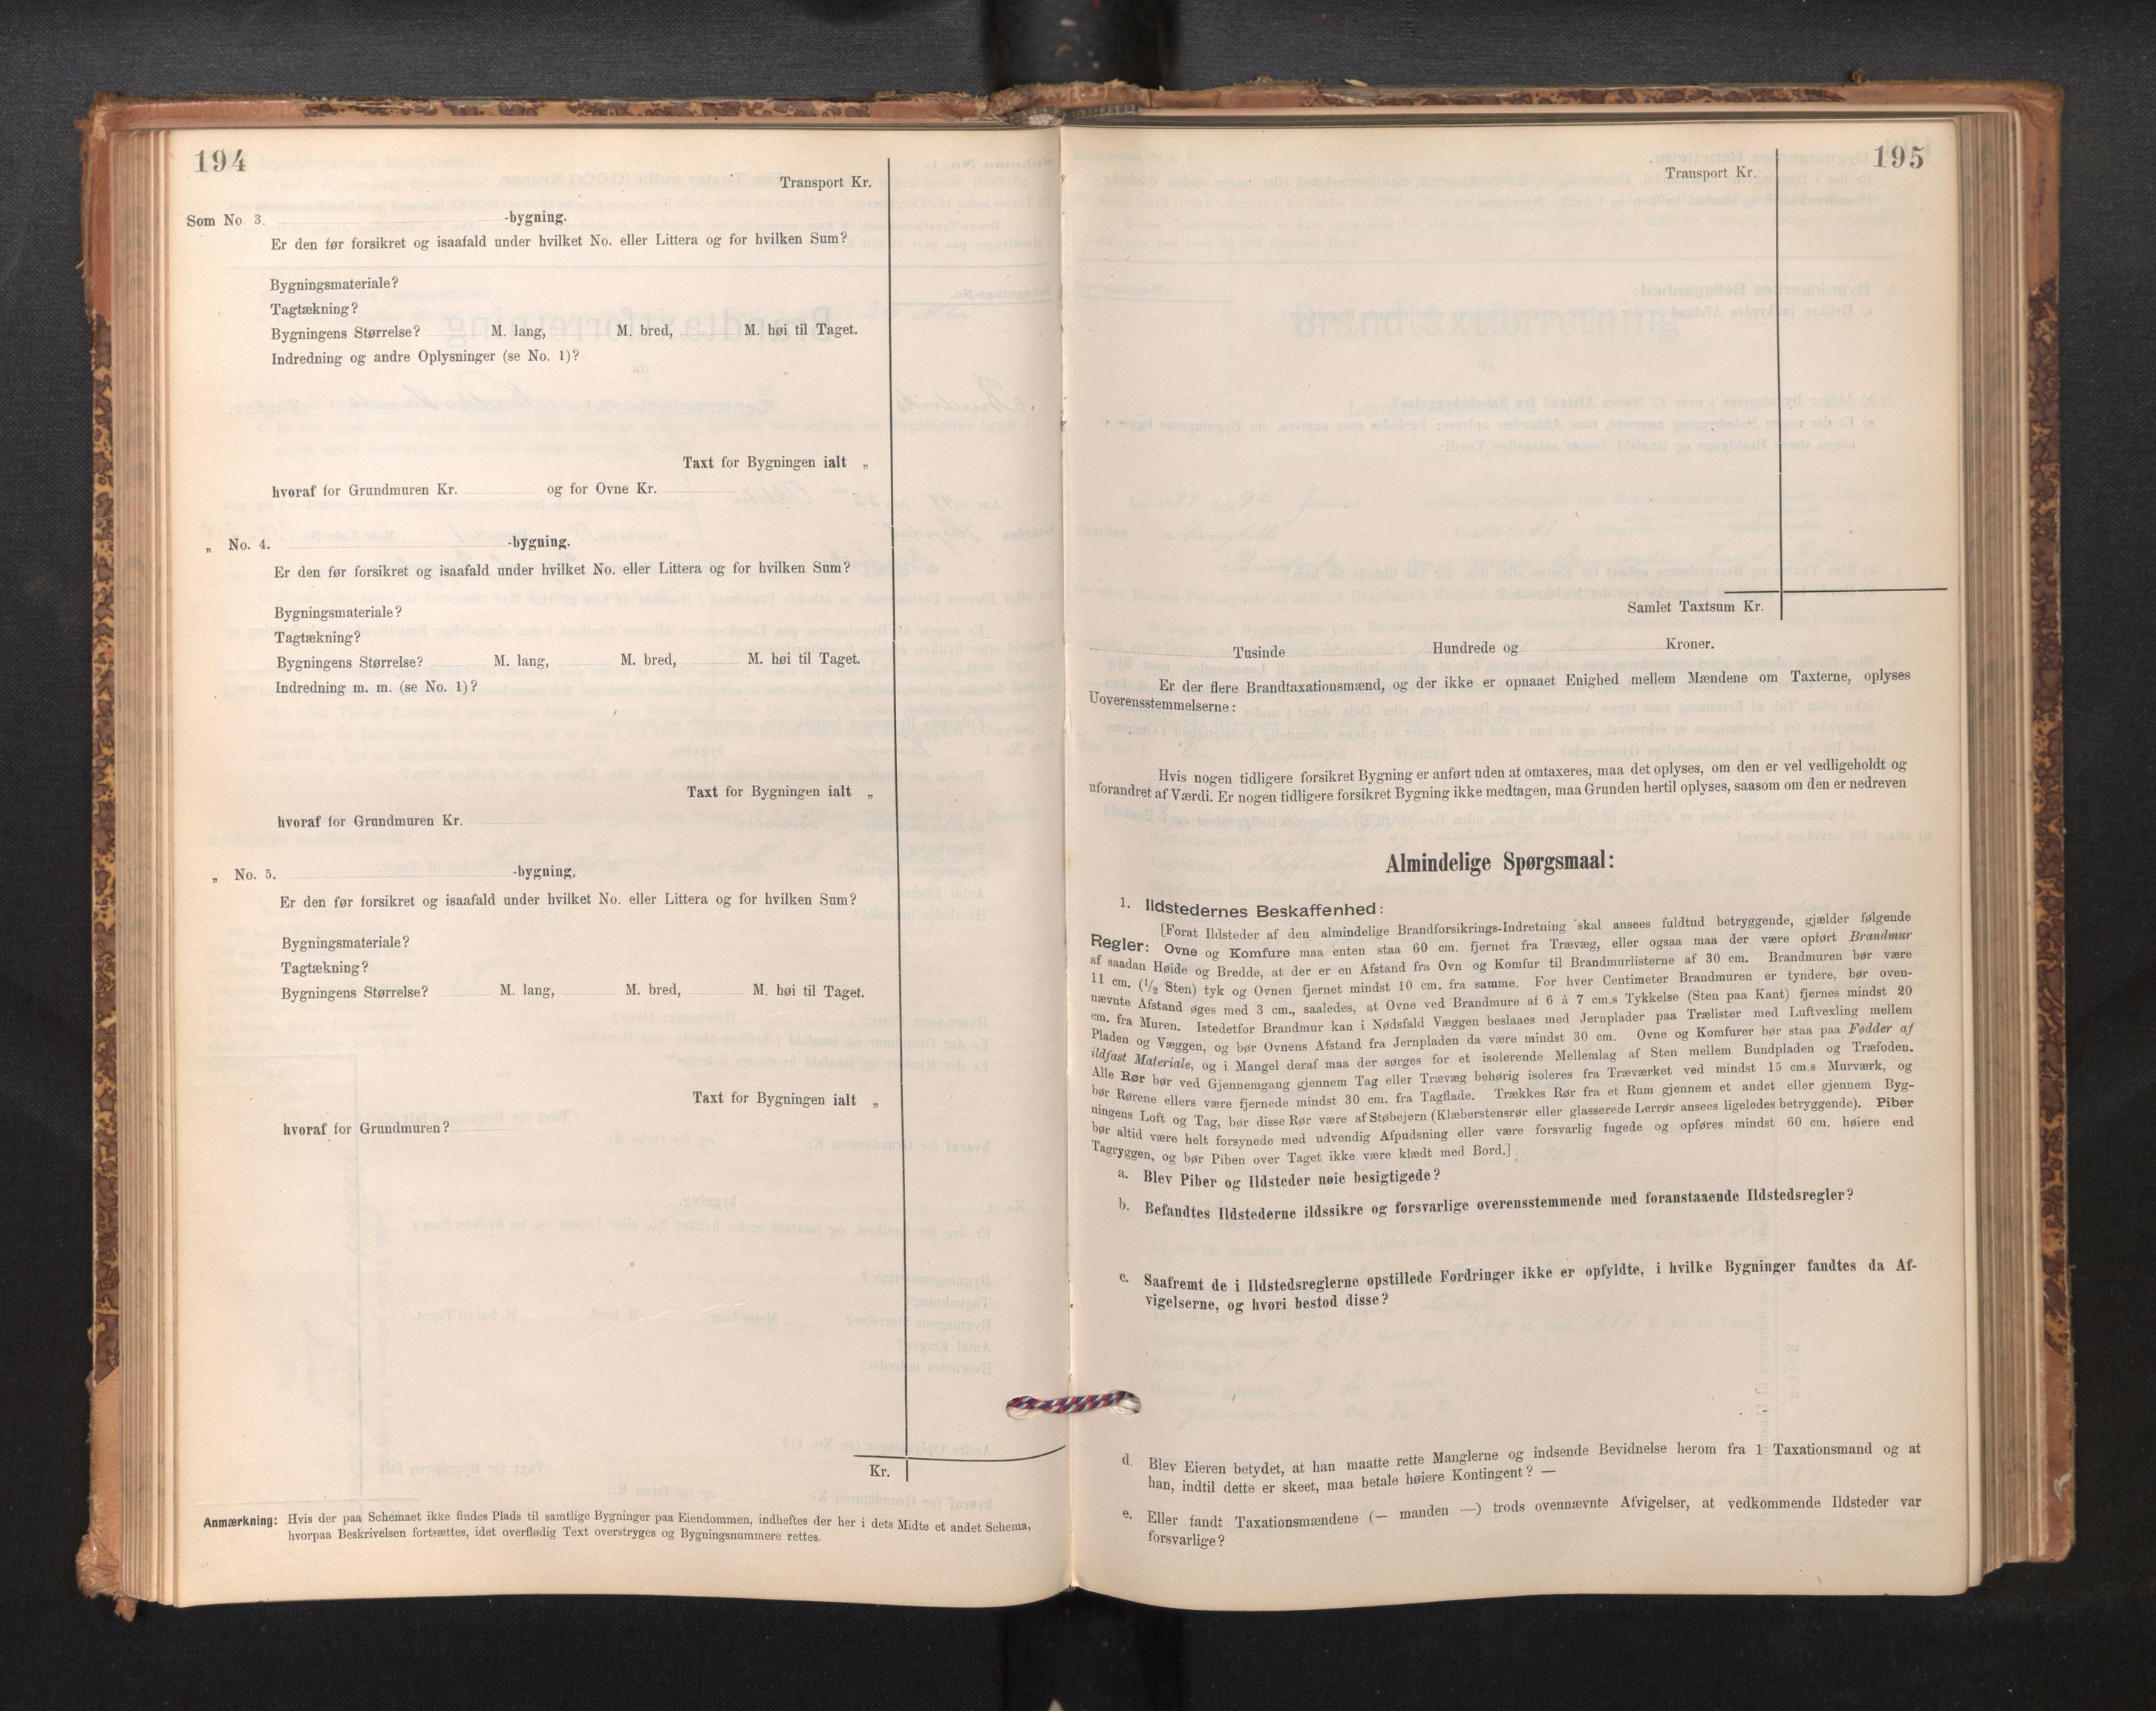 194
Transport Kr.
Som No. 3. -bygning.
Er den før forsikret og isaafald under hvilket No. eller Littera og for hvilken Sum?
Bygningsmateriale?
Tagtækning?
Bygningens Størrelse? M. lang, M. bred, M. høi til Taget.
Indredning og andre Oplysninger (se No. 1)?
Taxt for Bygningen ialt „
hvoraf for Grundmuren Kr. og for Ovne Kr.
„ No. 4. -bygning.
Er den før forsikret og isaafald under hvilket No. eller Littera og for hvilken Sum?
Bygningsmateriale?
Tagtækning?
Bygningens Størrelse? M. lang, M. bred, M. høi til Taget.
Indredning m. m. (se No. 1)?
Taxt for Bygningen ialt „
hvoraf for Grundmuren Kr.
„ No. 5. -bygning,
Er den før forsikret og isaafald under hvilket No. eller Littera og for hvilken Sum?
Bygningsmateriale?
Tagtækning?
Bygningens Størrelse? M. lang, M. bred, M. høi til Taget.
Taxt for Bygningen ialt „
hvoraf for Grundmuren?
Kr.
Anmærkning: Hvis der paa Schemaet ikke findes Plads til samtlige Bygninger paa Eiendommen, indheftes der her i dets Midte et andet Schema,
hvorpaa Beskrivelsen fortsættes, idet overflødig Text overstryges og Bygningsnummere rettes.
195
Transport Kr.
Samlet Taxtsum Kr.
Tusinde Hundrede og Kroner.
Er der flere Brandtaxationsmænd, og der ikke er opnaaet Enighed mellem Mændene om Taxterne, oplyses
Uoverensstemmelserne:
Hvis nogen tidligere forsikret Bygning er anført uden at omtaxeres, maa det oplyses, om den er vel vedligeholdt og
uforandret af Værdi. Er nogen tidligere forsikret Bygning ikke medtagen, maa Grunden hertil oplyses, saasom om den er nedreven
Almindelige Spørgsmaal:
1. Ildstedernes Beskaffenhed:
[Forat Ildsteder af den almindelige Brandforsikrings-Indretning skal ansees fuldtud betryggende, gjælder følgende
Regler: Ovne og Komfure maa enten staa 60 cm. fjernet fra Trævæg, eller ogsaa maa der være opført Brandmur
af saadan Høide og Bredde, at der er en Afstand fra Ovn og Komfur til Brandmurlisterne af 30 cm. Brandmuren bør være
11 cm. (1/2 Sten) tyk og Ovnen fjernet mindst 10 cm. fra samme. For hver Centimeter Brandmuren er tyndere, bør oven-
nævnte Afstand øges med 3 cm., saaledes, at Ovne ved Brandmure af 6 à 7 cm.s Tykkelse (Sten paa Kant) fjernes mindst 20
cm. fra Muren. Istedetfor Brandmur kan i Nødsfald Væggen beslaaes med Jernplader paa Trælister med Luftvexling mellem
Pladen og Væggen, og bør Ovnens Afstand fra Jernpladen da være mindst 30 cm. Ovne og Komfurer bør staa paa Fødder af
ildfast Materiale, og i Mangel deraf maa der sørges for et isolerende Mellemlag af Sten mellem Bundpladen og Træfoden.
Alle Rør bør ved Gjennemgang gjennem Tag eller Trævæg behørig isoleres fra Træværket ved mindst 15 cm.s Murværk, og
bør Rørene ellers være fjernede mindst 30 cm. fra Tagflade. Trækkes Rør fra et Rum gjennem et andet eller gjennem Byg-
ningens Loft og Tag, bør disse Rør være af Støbejern (Klæberstensrør eller glasserede Lerrør ansees ligeledes betryggende). Piber
bør altid være helt forsynede med udvendig Afpudsning eller være forsvarlig fugede og opføres mindst 60 cm. høiere end
Tagryggen, og bør Piben over Taget ikke være klædt med Bord.]
a. Blev Piber og Ildsteder nøie besigtigede?
b. Befandtes Ildstederne ildssikre og forsvarlige overensstemmende med foranstaaende Ildstedsregler?
c. Saafremt de i Ildstedsreglerne opstillede Fordringer ikke er opfyldte, i hvilke Bygninger fandtes da Af-
vigelserne, og hvori bestod disse?
d. Blev Eieren betydet, at han maatte rette Manglerne og indsende Bevidnelse herom fra 1 Taxationsmand og at
han, indtil dette er skeet, maa betale høiere Kontingent? —
e. Eller fandt Taxationsmændene (— manden —) trods ovennævnte Afvigelser, at vedkommende Ildsteder var
forsvarlige?